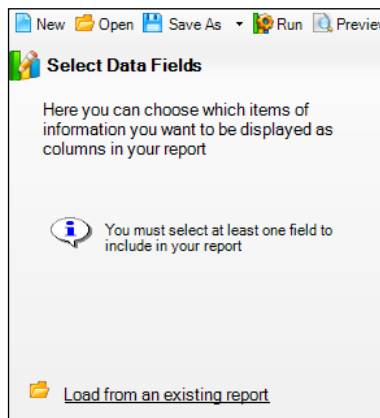 New Open Save As Run Preview
Select Data Fields
Here you can choose which items of
information you want to be displayed as
columns in your report
You must select at least one field to
include in your report
Load from an existing report